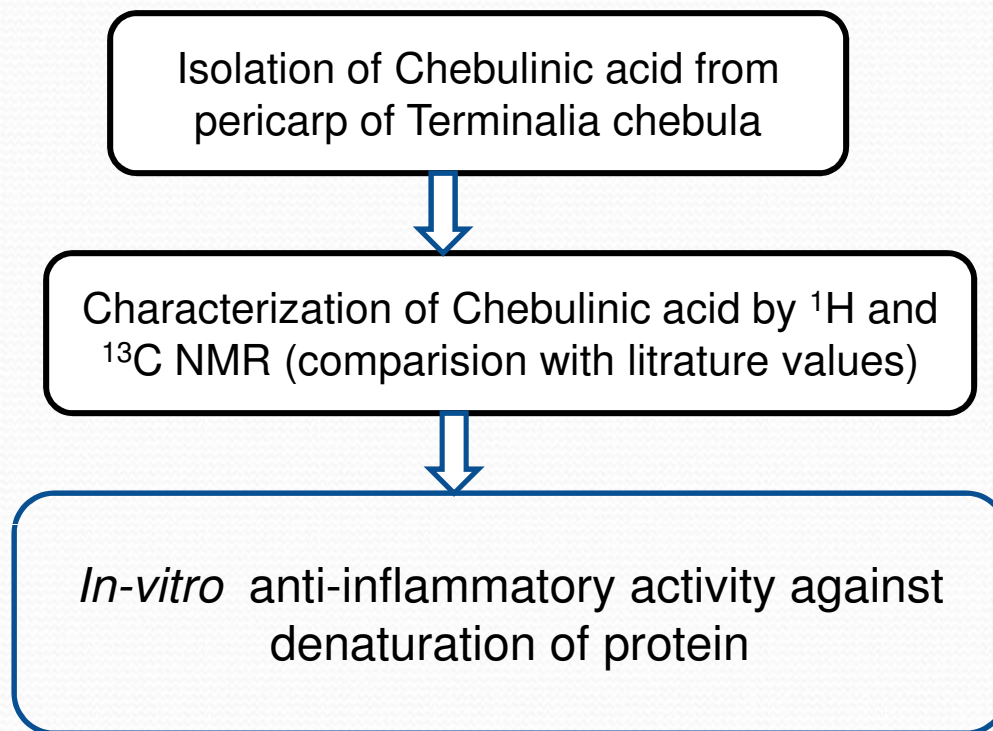 Isolation of Chebulinic acid from
pericarp of Terminalia chebula
Characterization of Chebulinic acid by ¹H and
¹³C NMR (comparision with litrature values)
In-vitro anti-inflammatory activity against
denaturation of protein